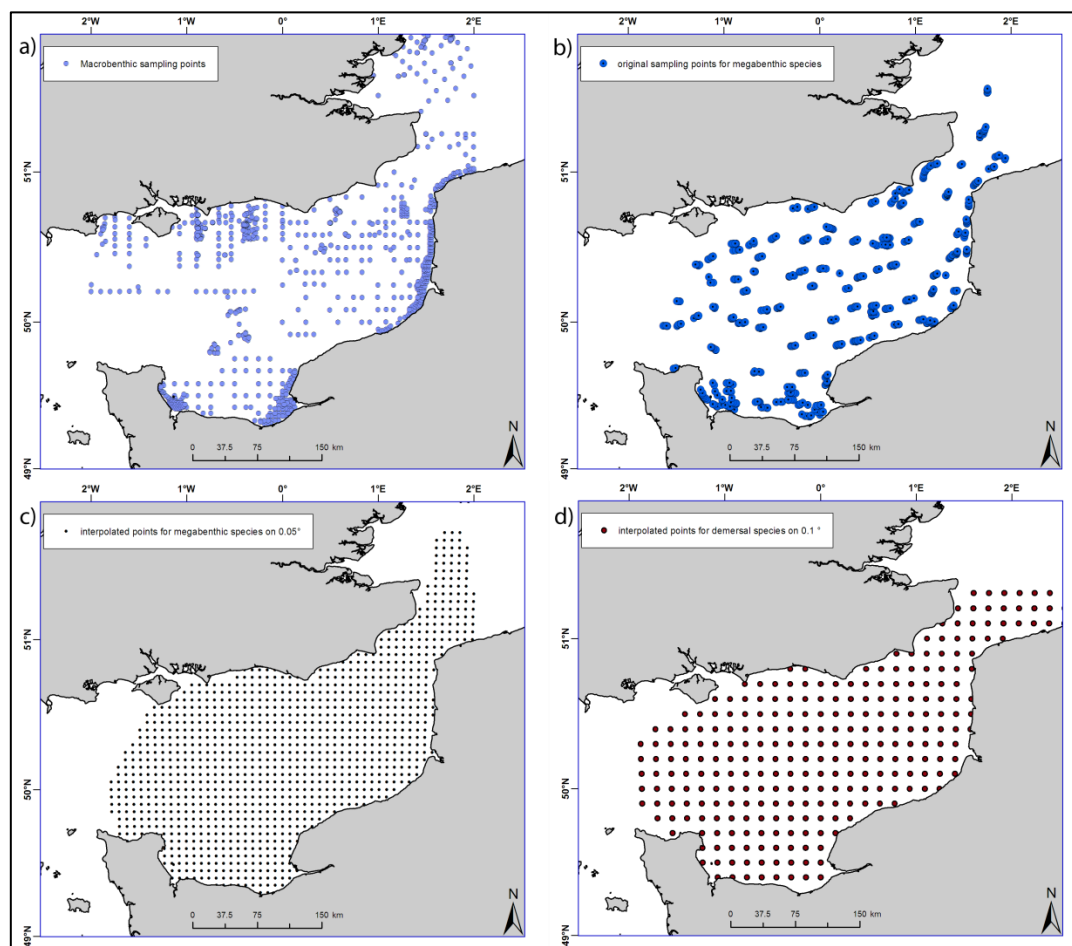 2°W 1°W 0° 1°E 2°E
2°W 1°W 0° 1°E 2°E
a)
Macrobenthic sampling points
b)
original sampling points for megabenthic species
51°N
51°N
50°N
50°N
49°N
49°N
0 37.5 75 150 km
N
0 37.5 75 150 km
N
2°W 1°W 0° 1°E 2°E
2°W 1°W 0° 1°E 2°E
c)
interpolated points for megabenthic species on 0.05°
d)
interpolated points for demersal species on 0.1 °
51°N
51°N
50°N
50°N
49°N
49°N
0 37.5 75 150 km
N
0 37.5 75 150 km
N